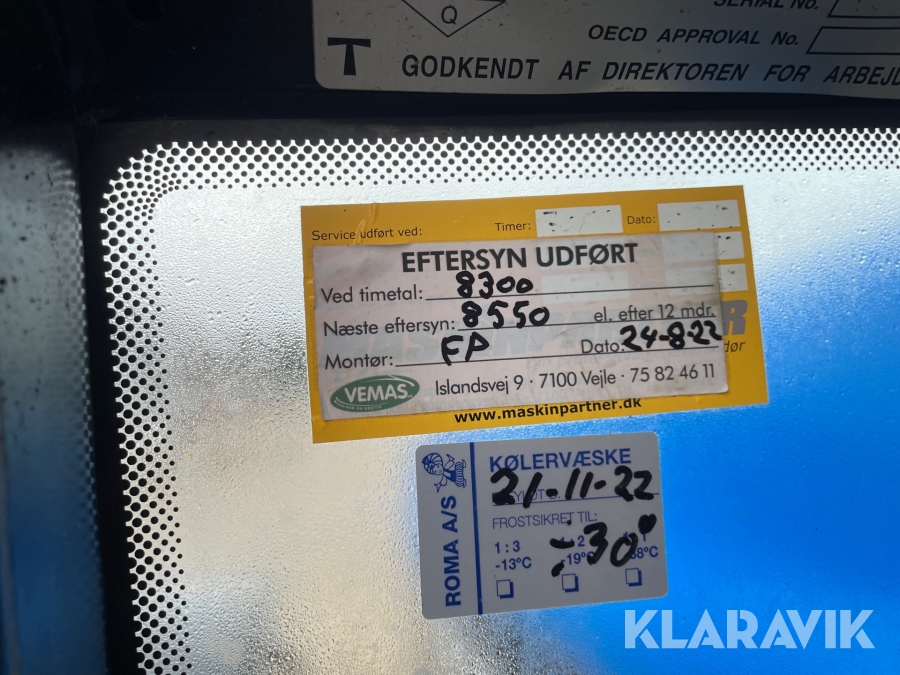 Q
SERIAL No.
OECD APPROVAL No.
T
GODKENDT AF DIREKTOREN FOR
Service udført ved:
Timer:
Dato:
EFTERSYN UDFØRT
Ved timetal: 8300
Næste eftersyn: 8550 el. efter 12 mdr.
Montør: FP Dato: 24-8-22
VEMAS
Islandsvej 9 · 7100 Vejle · 75 82 46 11
www.maskinpartner.dk
ROMA A/S
KØLERVÆSKE
21-11-22
FROSTSIKRET TIL:
÷30°
1 : 3
-13°C
-19°C
KLARAVIK